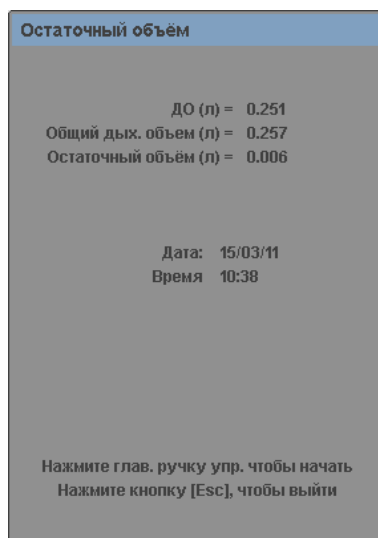 Остаточный объём
ДО (л) = 0.251
Общий дых. объем (л) = 0.257
Остаточный объём (л) = 0.006
Дата: 15/03/11
Время 10:38
Нажмите глав. ручку упр. чтобы начать
Нажмите кнопку [Esc], чтобы выйти